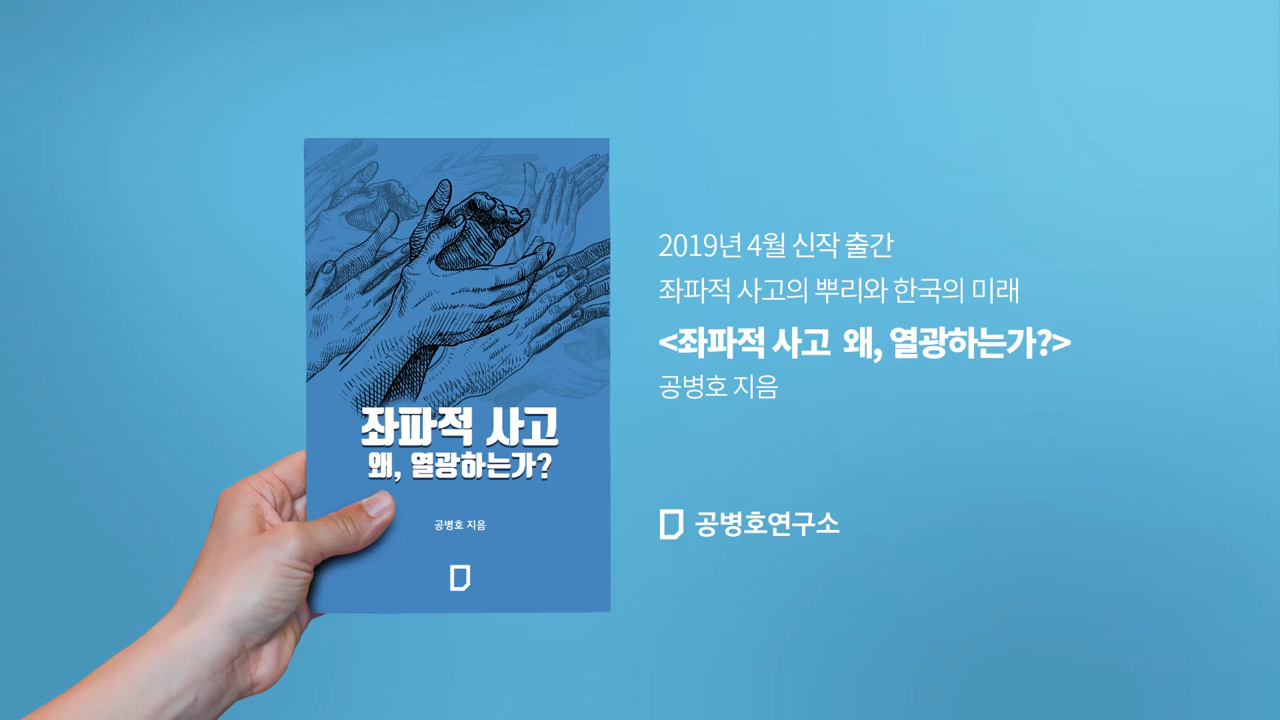 좌파적 사고
왜, 열광하는가?
공병호 지음
2019년 4월 신작 출간
좌파적 사고의 뿌리와 한국의 미래
<좌파적 사고 왜, 열광하는가?>
공병호 지음
공병호연구소